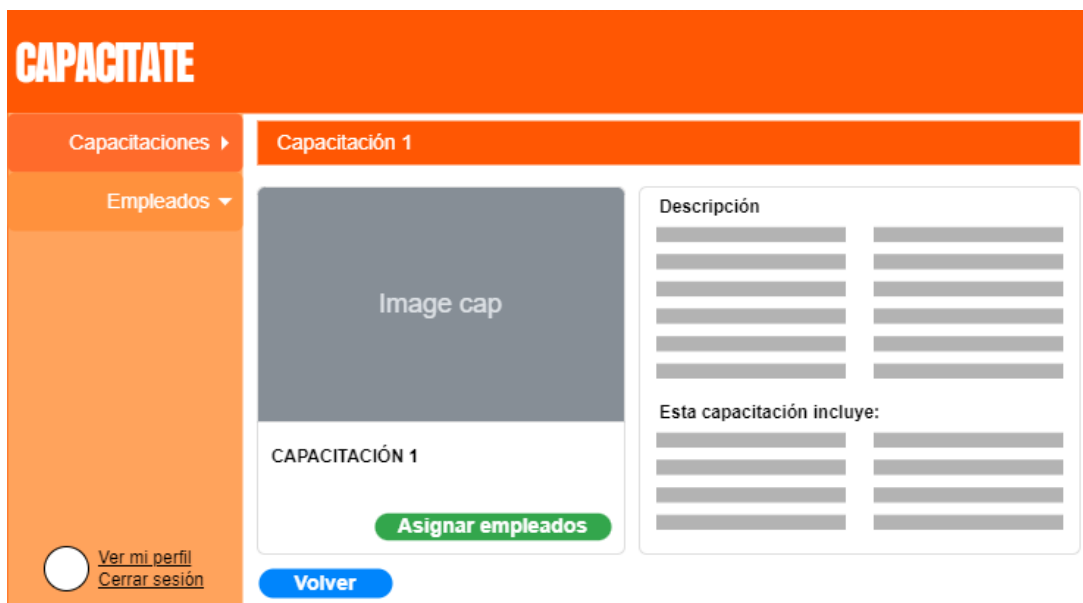 CAPACITATE
Capacitaciones
Empleados
Ver mi perfil
Cerrar sesión
Capacitación 1
Image cap
CAPACITACIÓN 1
Asignar empleados
Volver
Descripción
Esta capacitación incluye: